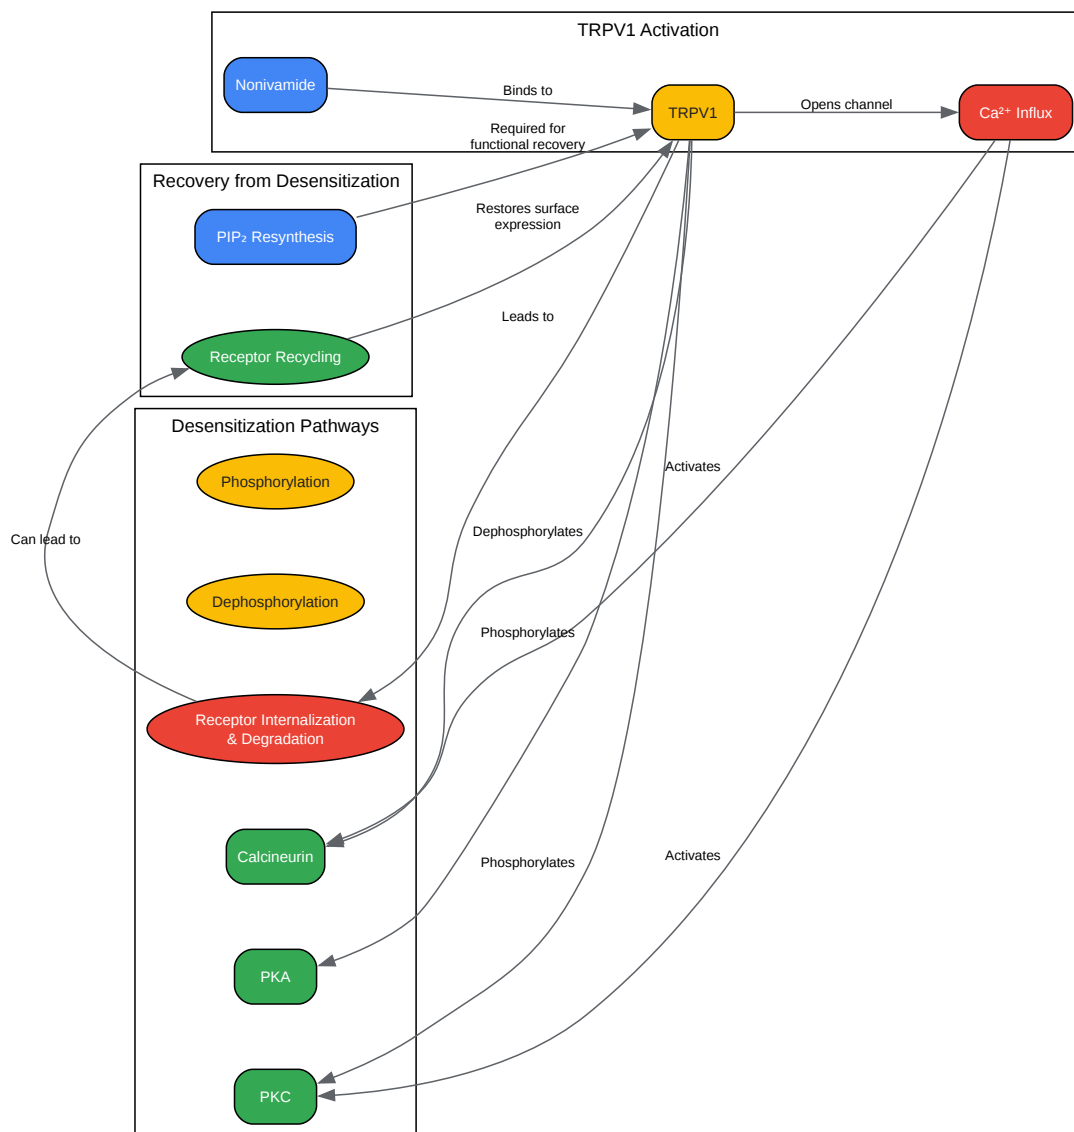 TRPV1 Activation
Nonivamide
Binds to
TRPV1
Opens channel
Ca²⁺ Influx
Required for
functional recovery
Recovery from Desensitization
PIP₂ Resynthesis
Restores surface
expression
Leads to
Receptor Recycling
Desensitization Pathways
Phosphorylation
Activates
Dephosphorylates
Can lead to
Dephosphorylation
Phosphorylates
Receptor Internalization
& Degradation
Calcineurin
Phosphorylates
Activates
PKA
PKC